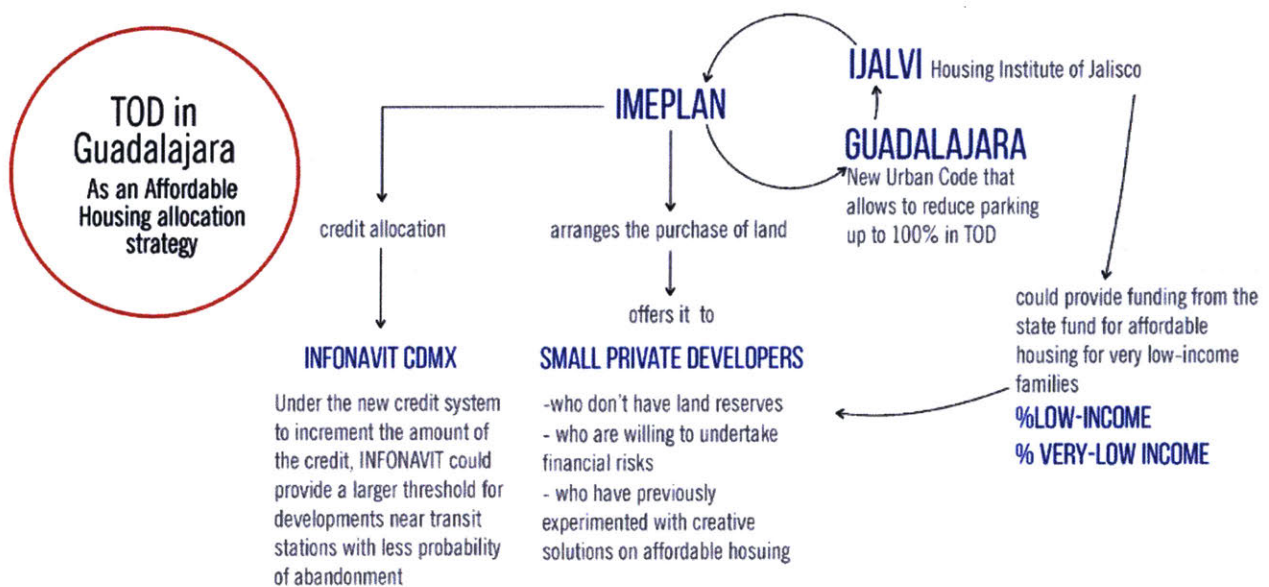 TOD in
Guadalajara
As an Affordable
Housing allocation
strategy
IMEPLAN
IJALVI Housing Institute of Jalisco
GUADALAJARA
New Urban Code that
allows to reduce parking
up to 100% in TOD
credit allocation
arranges the purchase of land
offers it to
could provide funding from the
state fund for affordable
housing for very low-income
families
%LOW-INCOME
% VERY-LOW INCOME
INFONAVIT CDMX
Under the new credit system
to increment the amount of
the credit, INFONAVIT could
provide a larger threshold for
developments near transit
stations with less probability
of abandonment
SMALL PRIVATE DEVELOPERS
-who don't have land reserves
- who are willing to undertake
financial risks
- who have previously
experimented with creative
solutions on affordable hosuing